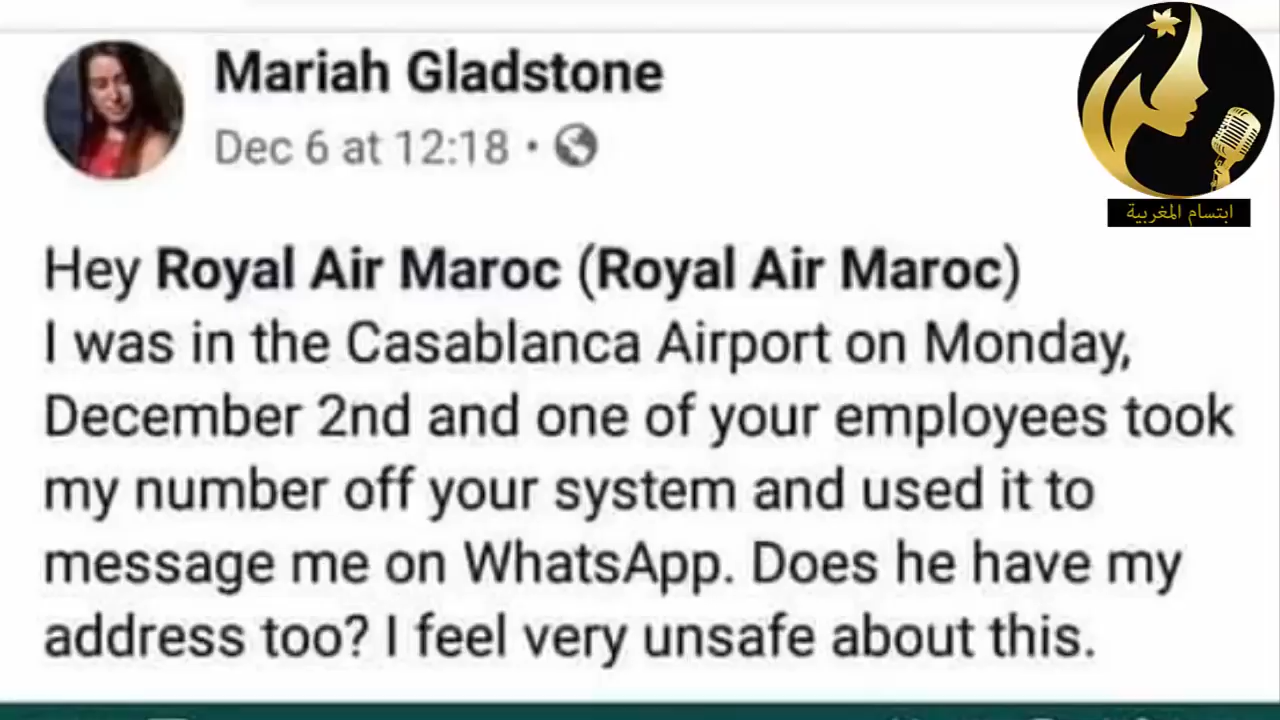 Mariah Gladstone
Dec 6 at 12:18 •
ابتسام المغربية
Hey Royal Air Maroc (Royal Air Maroc)
I was in the Casablanca Airport on Monday,
December 2nd and one of your employees took
my number off your system and used it to
message me on WhatsApp. Does he have my
address too? I feel very unsafe about this.